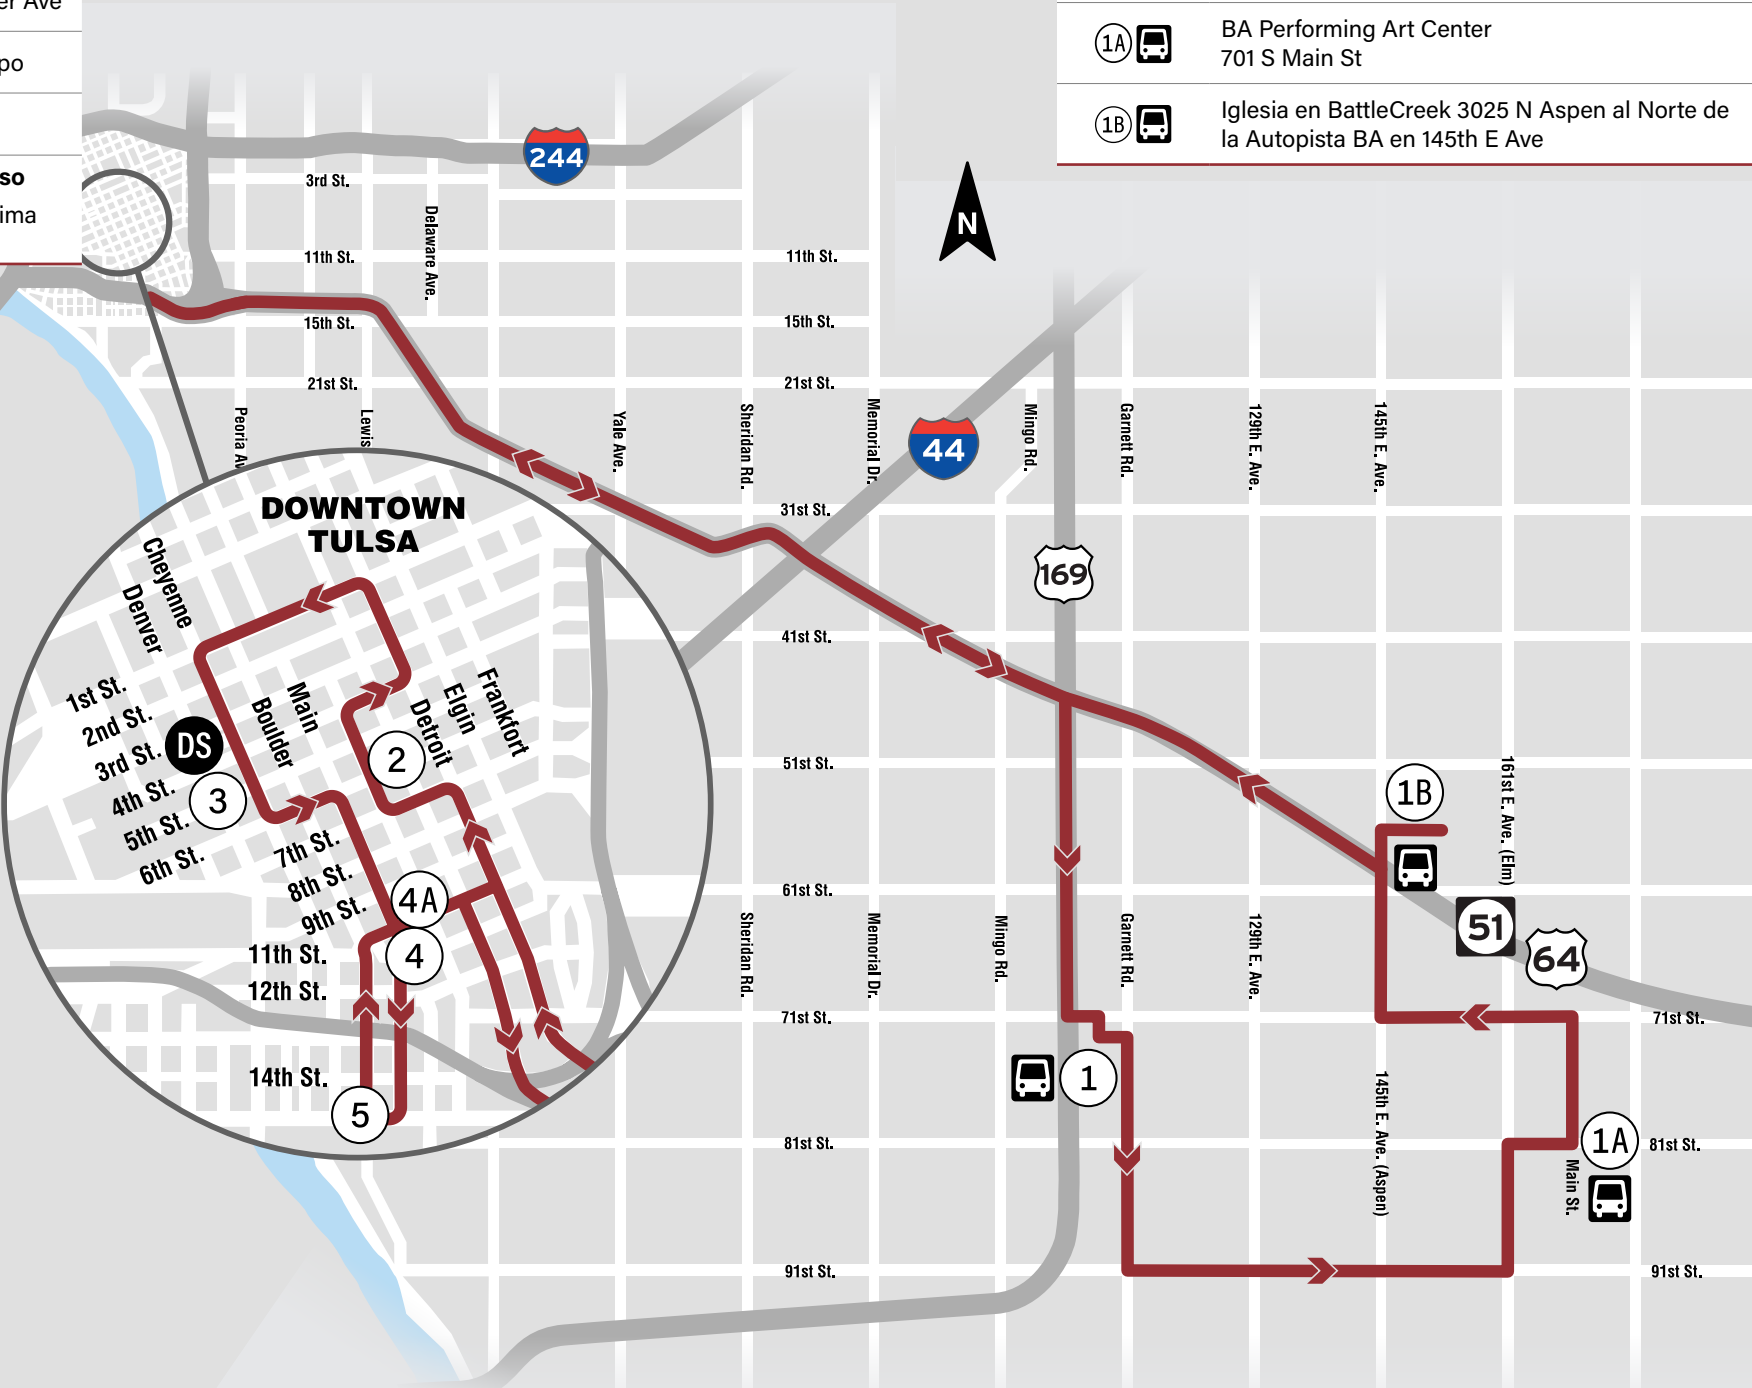 er Ave
po
so
ima
1A
BA Performing Art Center
701 S Main St
1B
Iglesia en BattleCreek 3025 N Aspen al Norte de
la Autopista BA en 145th E Ave
244
3rd St.
Delaware Ave.
N
11th St.
11th St.
15th St.
15th St.
21st St.
21st St.
Peoria Av
Lewis
Yale Ave.
Sheridan Rd.
Memorial Dr.
44
Mingo Rd.
Garnett Rd.
129th E. Ave.
145th E. Ave.
31st St.
DOWNTOWN
TULSA
169
41st St.
Cheyenne
Denver
1st St.
2nd St.
3rd St.
4th St.
5th St.
6th St.
DS
3
Boulder
Main
2
Detroit
Elgin
Frankfort
7th St.
8th St.
9th St.
4A
4
11th St.
12th St.
14th St.
5
51st St.
1B
161st E. Ave. (Elm)
61st St.
51
64
Sheridan Rd.
Memorial Dr.
Mingo Rd.
Garnett Rd.
129th E. Ave.
71st St.
71st St.
1
145th E. Ave. (Aspen)
81st St.
1A
81st St.
Main St.
91st St.
91st St.